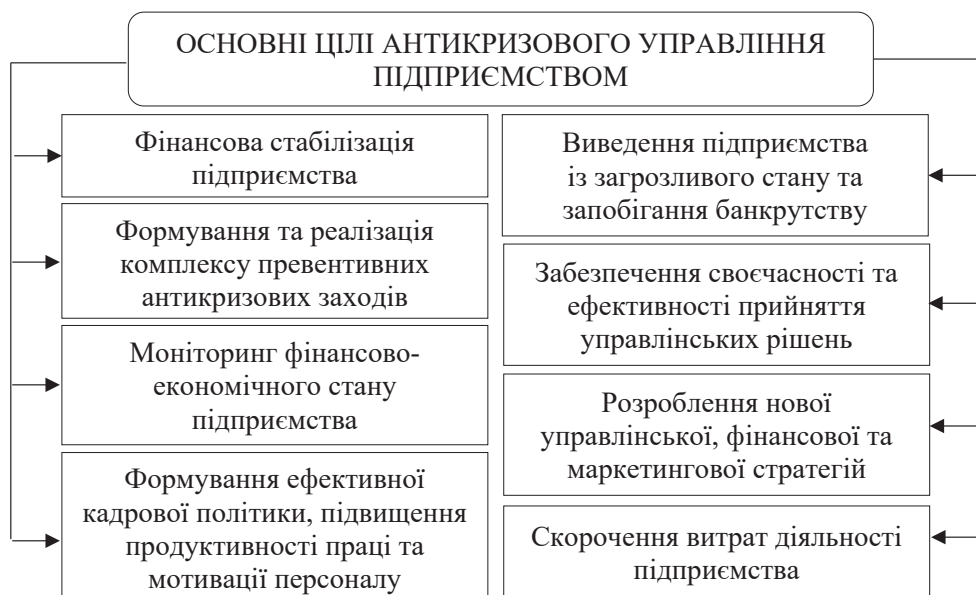 ОСНОВНІ ЦІЛІ АНТИКРИЗОВОГО УПРАВЛІННЯ
ПІДПРИЄМСТВОМ
Фінансова стабілізація
підприємства
Формування та реалізація
комплексу превентивних
антикризових заходів
Моніторинг фінансово-
економічного стану
підприємства
Формування ефективної
кадрової політики, підвищення
продуктивності праці та
мотивації персоналу
Виведення підприємства
із загрозливого стану та
запобігання банкрутству
Забезпечення своєчасності та
ефективності прийняття
управлінських рішень
Розроблення нової
управлінської, фінансової та
маркетингової стратегій
Скорочення витрат діяльності
підприємства